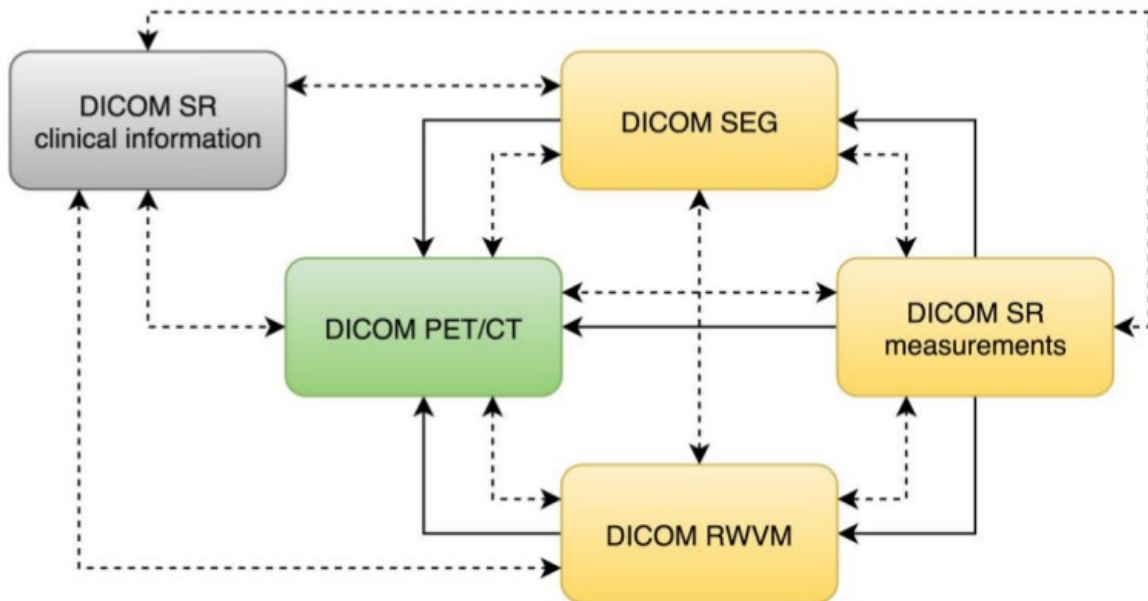 DICOM SR
clinical information
DICOM SEG
DICOM PET/CT
DICOM SR
measurements
DICOM RWVM